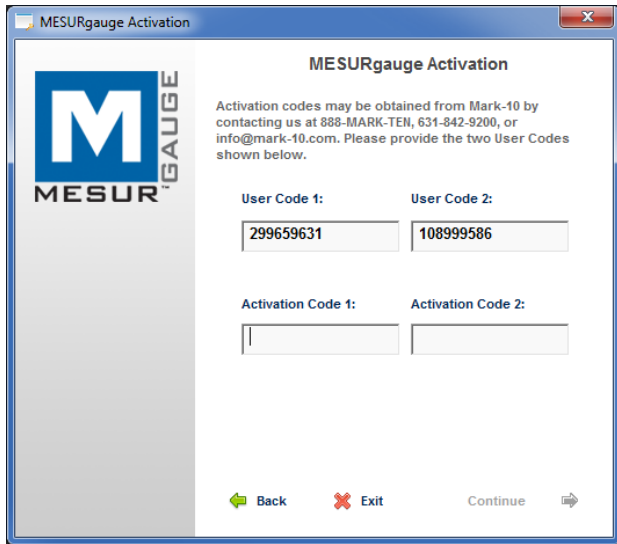 MESURgauge Activation
M
MESUR™
GAUGE
MESURgauge Activation
Activation codes may be obtained from Mark-10 by
contacting us at 888-MARK-TEN, 631-842-9200, or
info@mark-10.com. Please provide the two User Codes
shown below.
User Code 1: User Code 2:
299659631 108999586
Activation Code 1: Activation Code 2:
Back Exit Continue